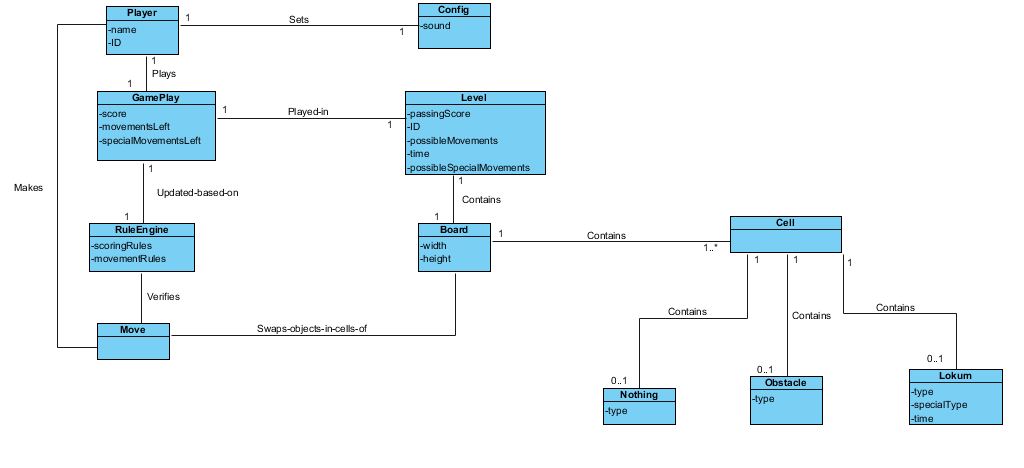 Player
-name
-ID
1
Sets
1
Config
-sound
1
Plays
1
GamePlay
-score
-movementsLeft
-specialMovementsLeft
1
Played-in
1
Level
-passingScore
-ID
-possibleMovements
-time
-possibleSpecialMovements
Makes
1
Updated-based-on
1
1
Contains
1
RuleEngine
-scoringRules
-movementRules
Board
-width
-height
1
Contains
1..*
Cell
Verifies
Move
Swaps-objects-in-cells-of
1
1
1
Contains
Contains
Contains
0..1
0..1
0..1
Nothing
-type
Obstacle
-type
Lokum
-type
-specialType
-time